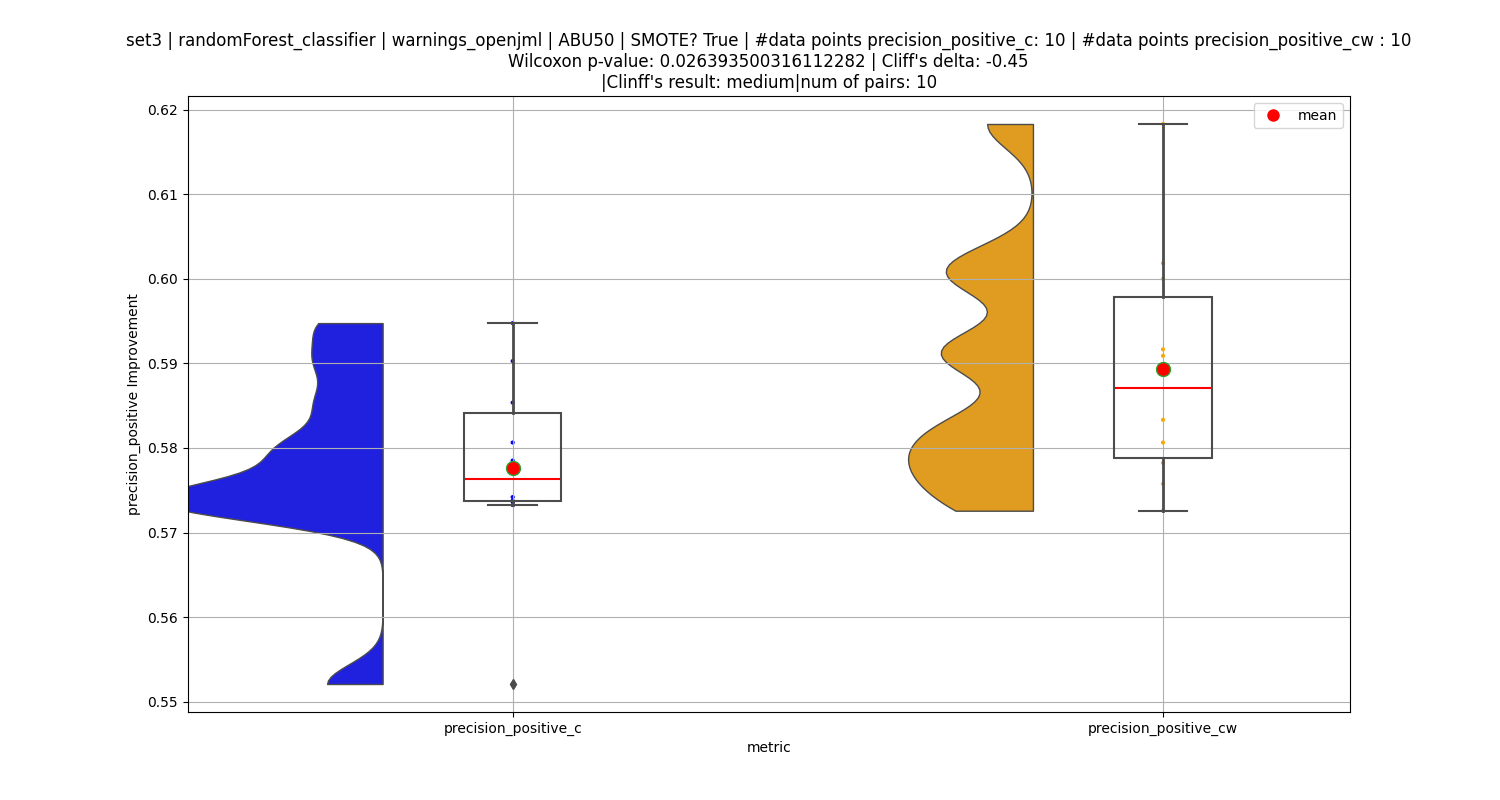 set3 | randomForest_classifier | warnings_openjml | ABU50 | SMOTE? True | #data points precision_positive_c: 10 | #data points precision_positive_cw : 10
Wilcoxon p-value: 0.026393500316112282 | Cliff's delta: -0.45
|Clinff's result: medium|num of pairs: 10
mean
0.62
0.61
0.60
0.59
0.58
0.57
0.56
0.55
precision_positive Improvement
precision_positive_c
precision_positive_cw
metric